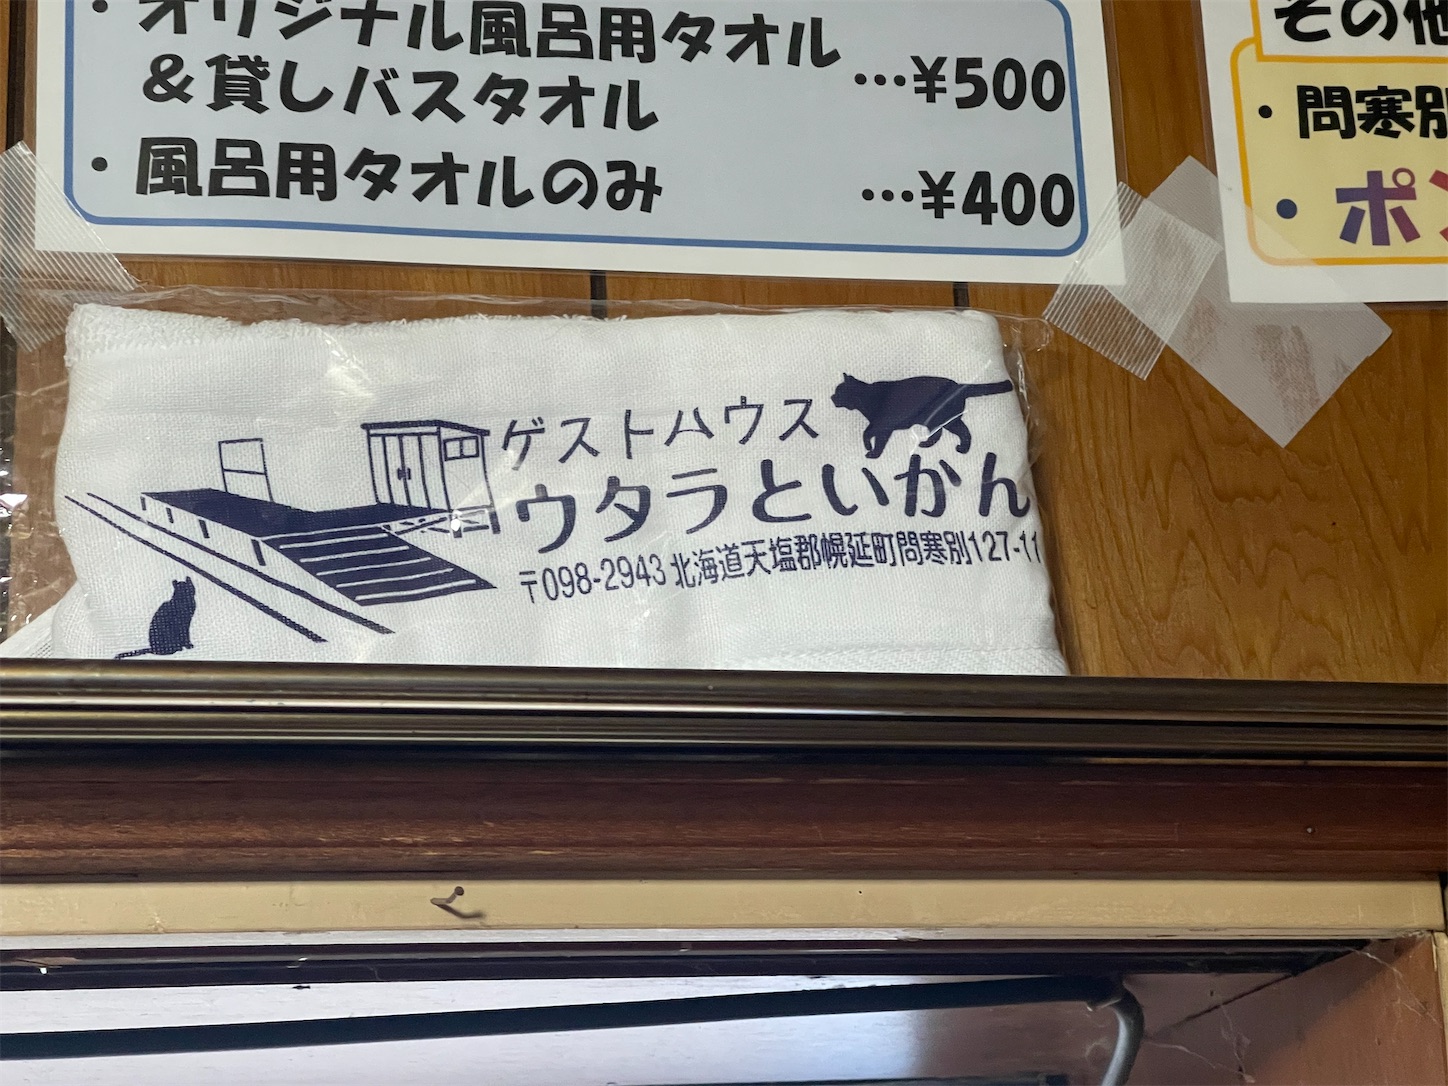 ・オリジナル風呂用タオル
&貸しバスタオル
…¥500
・風呂用タオルのみ
…¥400
その他
・問寒別
・ポン
ゲストハウス
ウタラといかん
〒098-2943 北海道天塩郡幌延町問寒別127-11